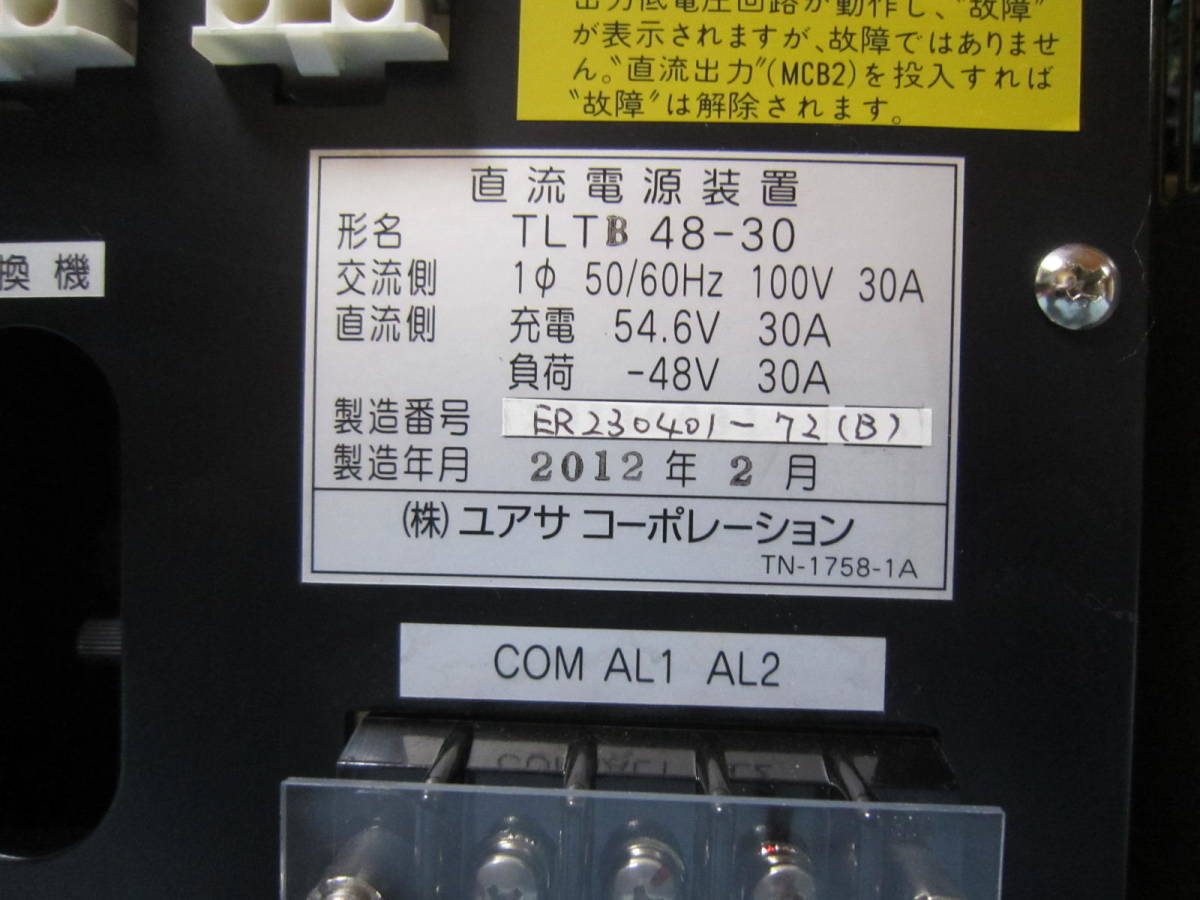 出力低電圧回路が動作し、〝故障〟
が表示されますが、故障ではありませ
ん。〝直流出力〟(MCB2)を投入すれば
〝故障〟は解除されます。
換機
直流電源装置
形名 TLTB 48-30
交流側 1φ 50/60Hz 100V 30A
直流側 充電 54.6V 30A
負荷 -48V 30A
製造番号 ER230401-72(B)
製造年月 2012年2月
(株)ユアサ コーポレーション
TN-1758-1A
COM AL1 AL2